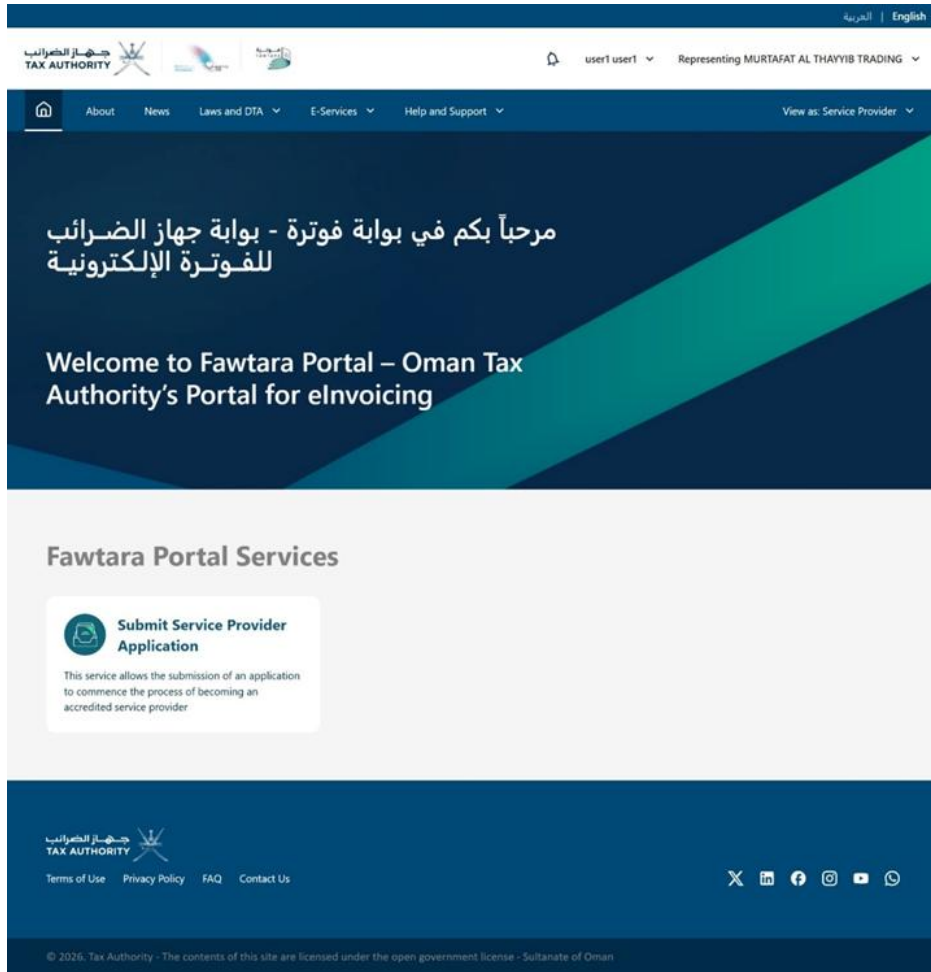 العربية | English
جهاز الضرائب
TAX AUTHORITY
user1 user1
Representing MURTAFAT AL THAYYIB TRADING
About
News
Laws and DTA
E-Services
Help and Support
View as: Service Provider
مرحباً بكم في بوابة فوترة - بوابة جهاز الضـرائب
للفـوتـرة الإلـكترونيـة
Welcome to Fawtara Portal – Oman Tax
Authority's Portal for eInvoicing
Fawtara Portal Services
Submit Service Provider
Application
This service allows the submission of an application
to commence the process of becoming an
accredited service provider
جهاز الضرائب
TAX AUTHORITY
Terms of Use
Privacy Policy
FAQ
Contact Us
© 2026. Tax Authority - The contents of this site are licensed under the open government license - Sultanate of Oman